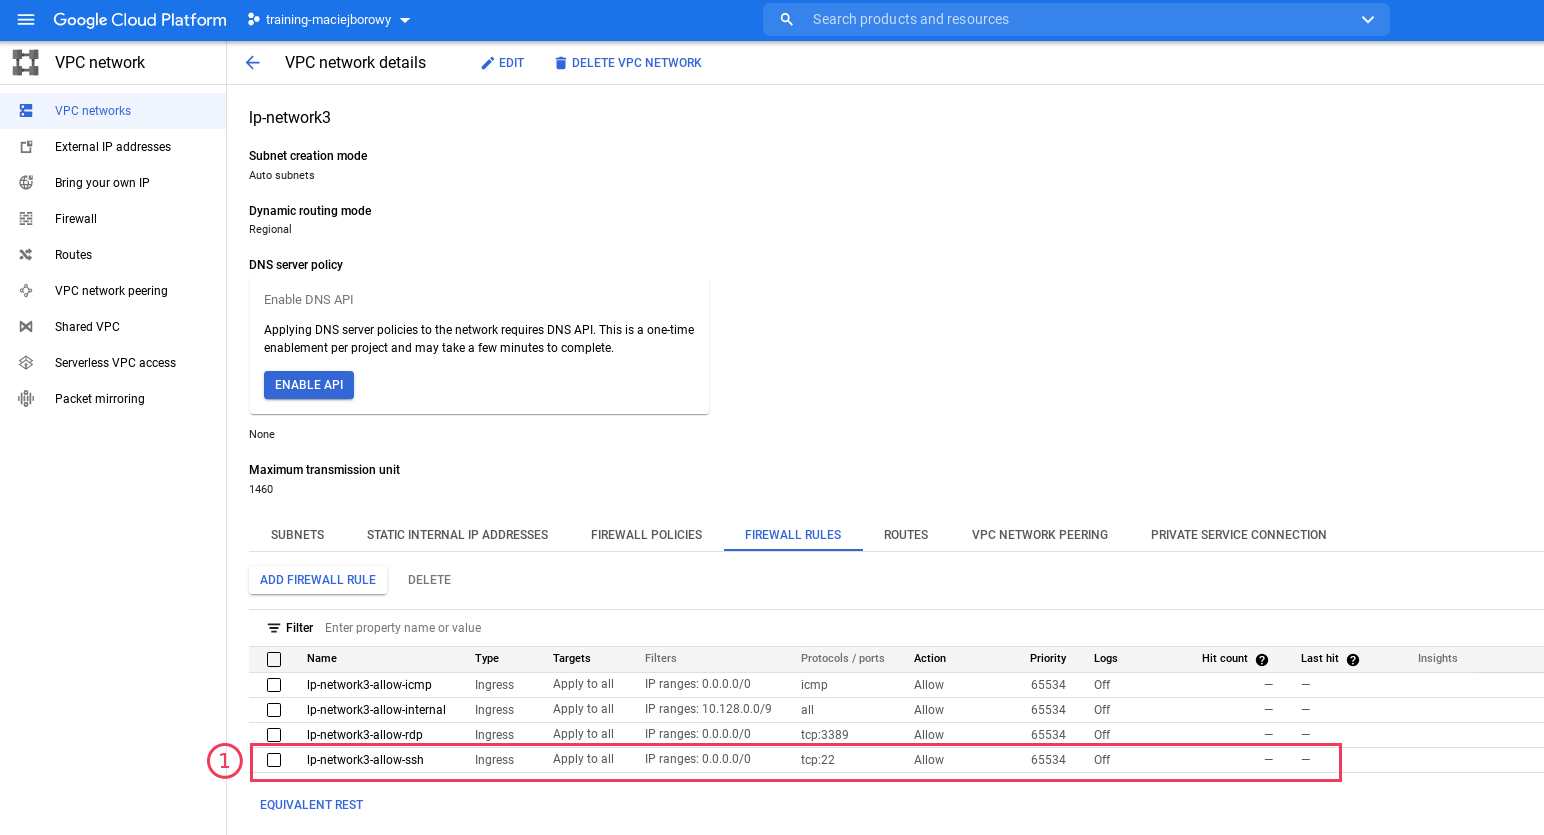 Google Cloud Platform training-maciejborowy Search products and resources
VPC network VPC network details EDIT DELETE VPC NETWORK
VPC networks
External IP addresses
Bring your own IP
Firewall
Routes
VPC network peering
Shared VPC
Serverless VPC access
Packet mirroring
lp-network3
Subnet creation mode
Auto subnets
Dynamic routing mode
Regional
DNS server policy
Enable DNS API
Applying DNS server policies to the network requires DNS API. This is a one-time
enablement per project and may take a few minutes to complete.
ENABLE API
None
Maximum transmission unit
1460
SUBNETS STATIC INTERNAL IP ADDRESSES FIREWALL POLICIES FIREWALL RULES ROUTES VPC NETWORK PEERING PRIVATE SERVICE CONNECTION
ADD FIREWALL RULE DELETE
Filter Enter property name or value
Name Type Targets Filters Protocols / ports Action Priority Logs Hit count Last hit Insights
lp-network3-allow-icmp Ingress Apply to all IP ranges: 0.0.0.0/0 icmp Allow 65534 Off — —
lp-network3-allow-internal Ingress Apply to all IP ranges: 10.128.0.0/9 all Allow 65534 Off — —
lp-network3-allow-rdp Ingress Apply to all IP ranges: 0.0.0.0/0 tcp:3389 Allow 65534 Off — —
1 lp-network3-allow-ssh Ingress Apply to all IP ranges: 0.0.0.0/0 tcp:22 Allow 65534 Off — —
EQUIVALENT REST